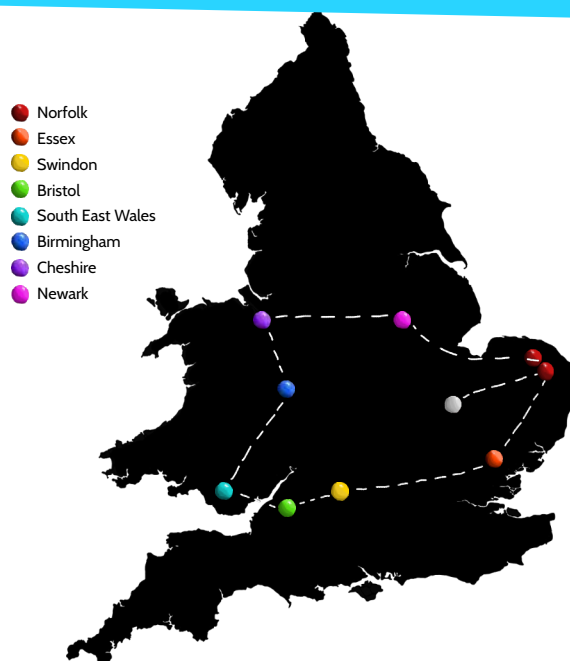 Norfolk
Essex
Swindon
Bristol
South East Wales
Birmingham
Cheshire
Newark